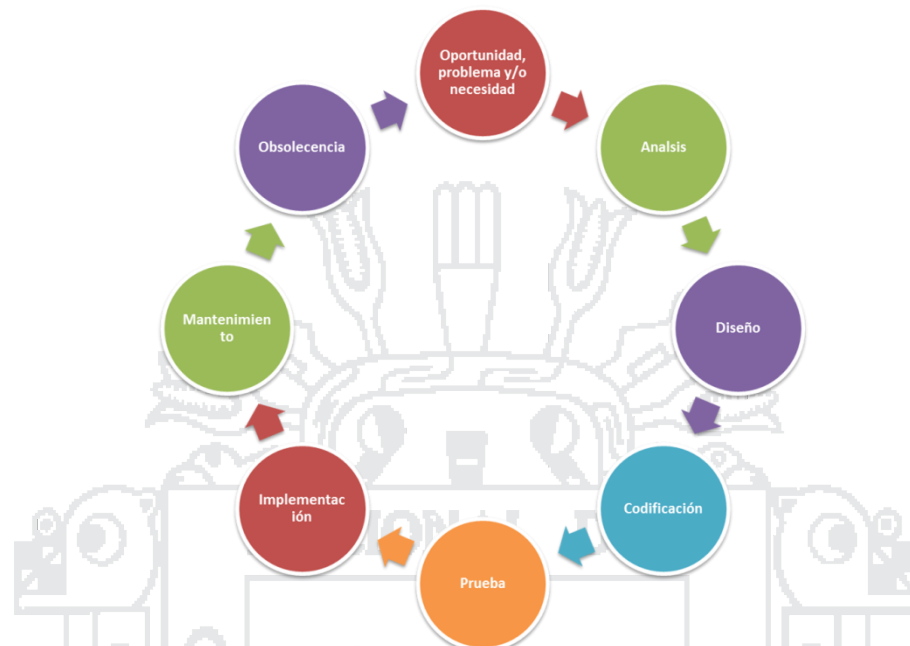 Oportunidad,
problema y/o
necesidad
Analsis
Diseño
Codificación
Prueba
Implementac
ión
Mantenimien
to
Obsolecencia